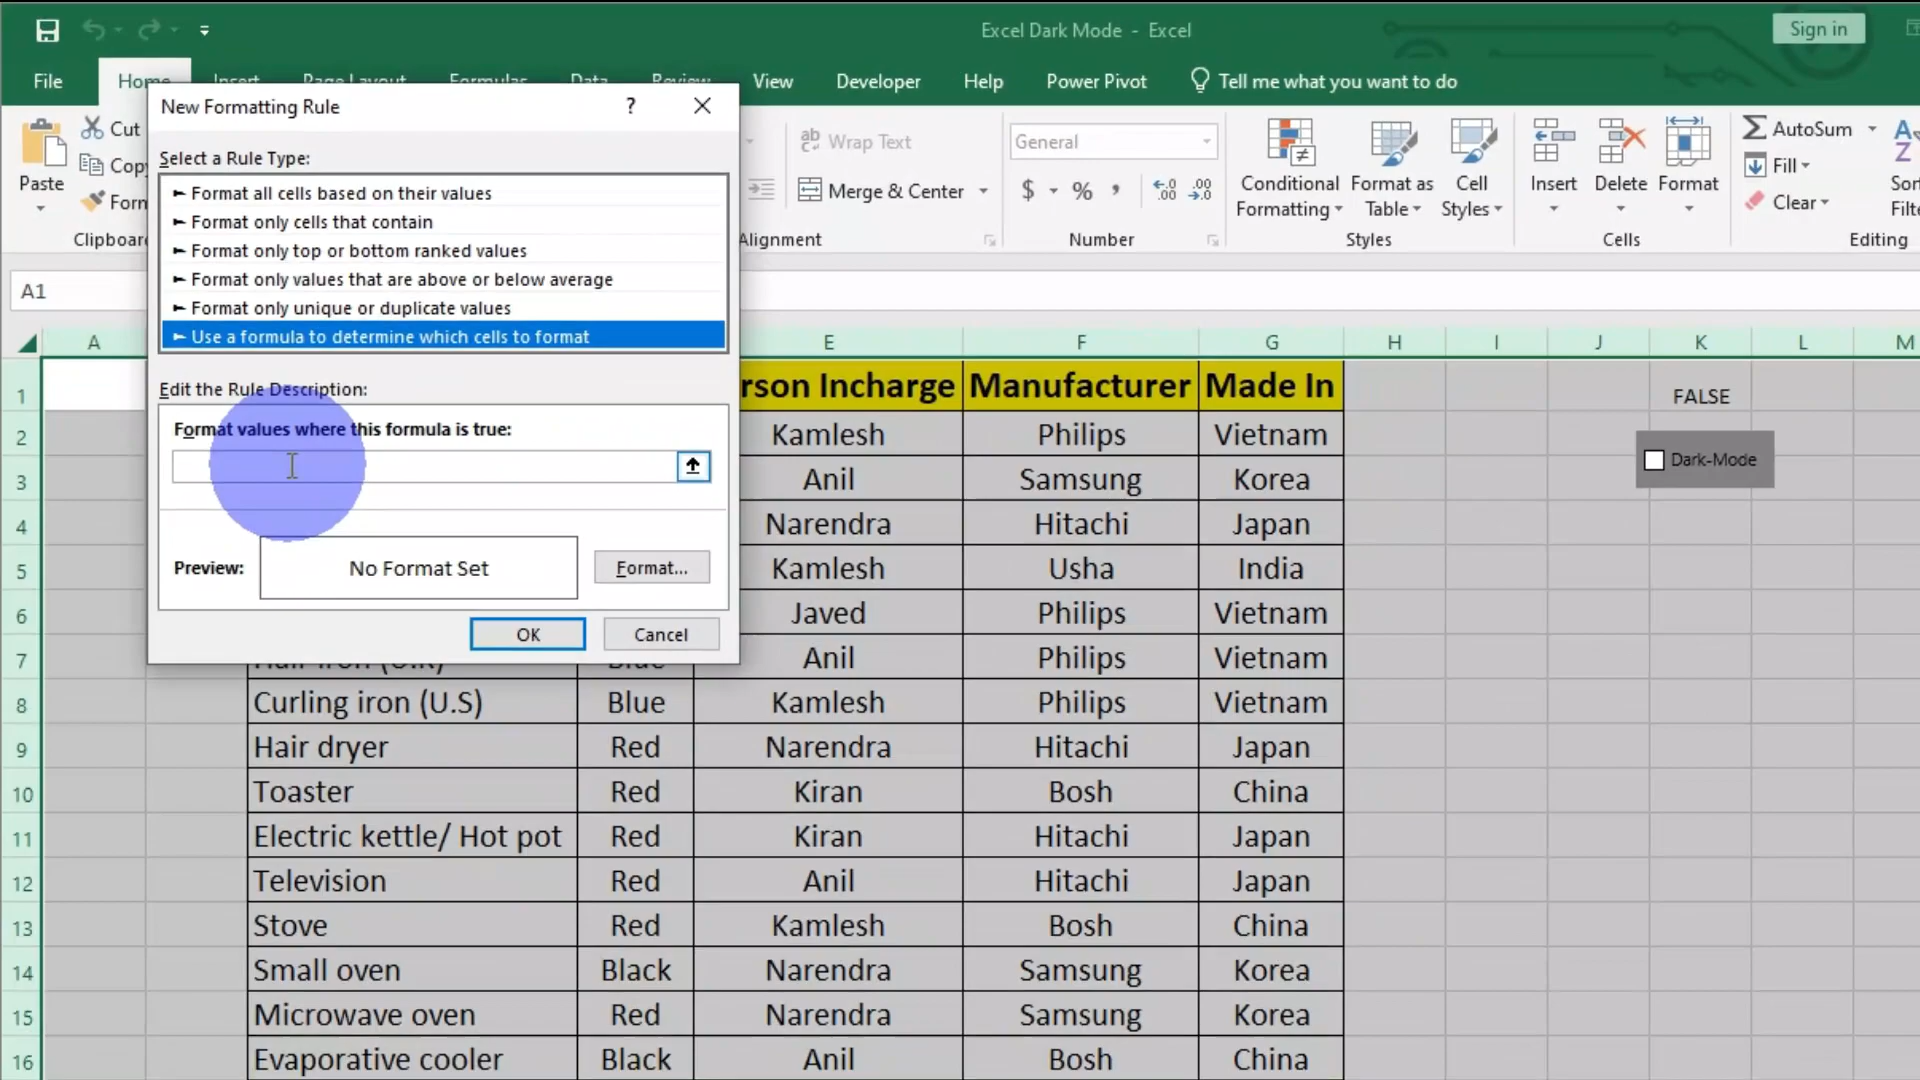 Excel Dark Mode - Excel
Sign in
File
Home
Insert
Page Layout
Formulas
Data
Review
View
Developer
Help
Power Pivot
Tell me what you want to do
New Formatting Rule
?
Select a Rule Type:
► Format all cells based on their values
► Format only cells that contain
► Format only top or bottom ranked values
► Format only values that are above or below average
► Format only unique or duplicate values
► Use a formula to determine which cells to format
Edit the Rule Description:
Format values where this formula is true:
Preview:
No Format Set
Format...
OK
Cancel
Paste
Cut
Copy
Form
Clipboard
Wrap Text
Merge & Center
Alignment
General
$ % ,
Number
Conditional Formatting
Format as Table
Cell Styles
Styles
Insert
Delete
Format
Cells
AutoSum
Fill
Clear
Sort
Filte
Editing
A1
A E F G H I J K L M
1 rson Incharge Manufacturer Made In FALSE
2 Kamlesh Philips Vietnam
Dark-Mode
3 Anil Samsung Korea
4 Narendra Hitachi Japan
5 Kamlesh Usha India
6 Javed Philips Vietnam
7 Hair iron (U.K) Blue Anil Philips Vietnam
8 Curling iron (U.S) Blue Kamlesh Philips Vietnam
9 Hair dryer Red Narendra Hitachi Japan
10 Toaster Red Kiran Bosh China
11 Electric kettle/ Hot pot Red Kiran Hitachi Japan
12 Television Red Anil Hitachi Japan
13 Stove Red Kamlesh Bosh China
14 Small oven Black Narendra Samsung Korea
15 Microwave oven Red Narendra Samsung Korea
16 Evaporative cooler Black Anil Bosh China